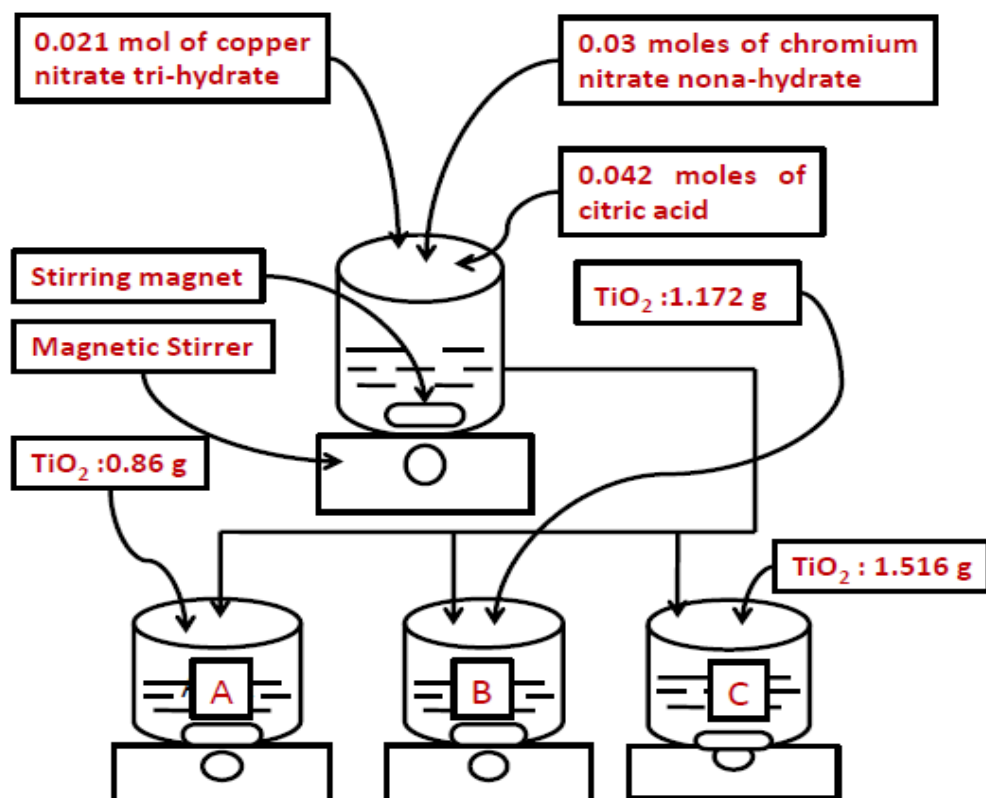 0.021 mol of copper
nitrate tri-hydrate
0.03 moles of chromium
nitrate nona-hydrate
0.042 moles of
citric acid
Stirring magnet
TiO₂ :1.172 g
Magnetic Stirrer
TiO₂ :0.86 g
TiO₂ : 1.516 g
A
B
C